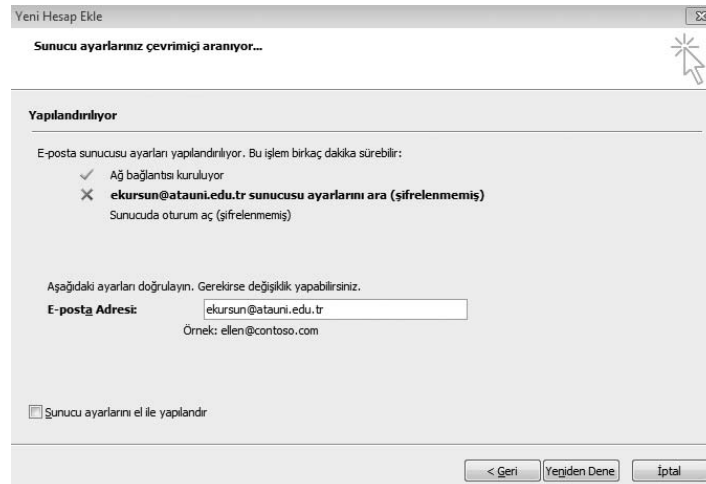 Yeni Hesap Ekle
Sunucu ayarlarınız çevrimiçi aranıyor...
Yapılandırılıyor
E-posta sunucusu ayarları yapılandırılıyor. Bu işlem birkaç dakika sürebilir:
Ağ bağlantısı kuruluyor
ekursun@atauni.edu.tr sunucusu ayarlarını ara (şifrelenmemiş)
Sunucuda oturum aç (şifrelenmemiş)
Aşağıdaki ayarları doğrulayın. Gerekirse değişiklik yapabilirsiniz.
E-posta Adresi: ekursun@atauni.edu.tr
Örnek: ellen@contoso.com
Sunucu ayarlarını el ile yapılandır
< Geri Yeniden Dene İptal